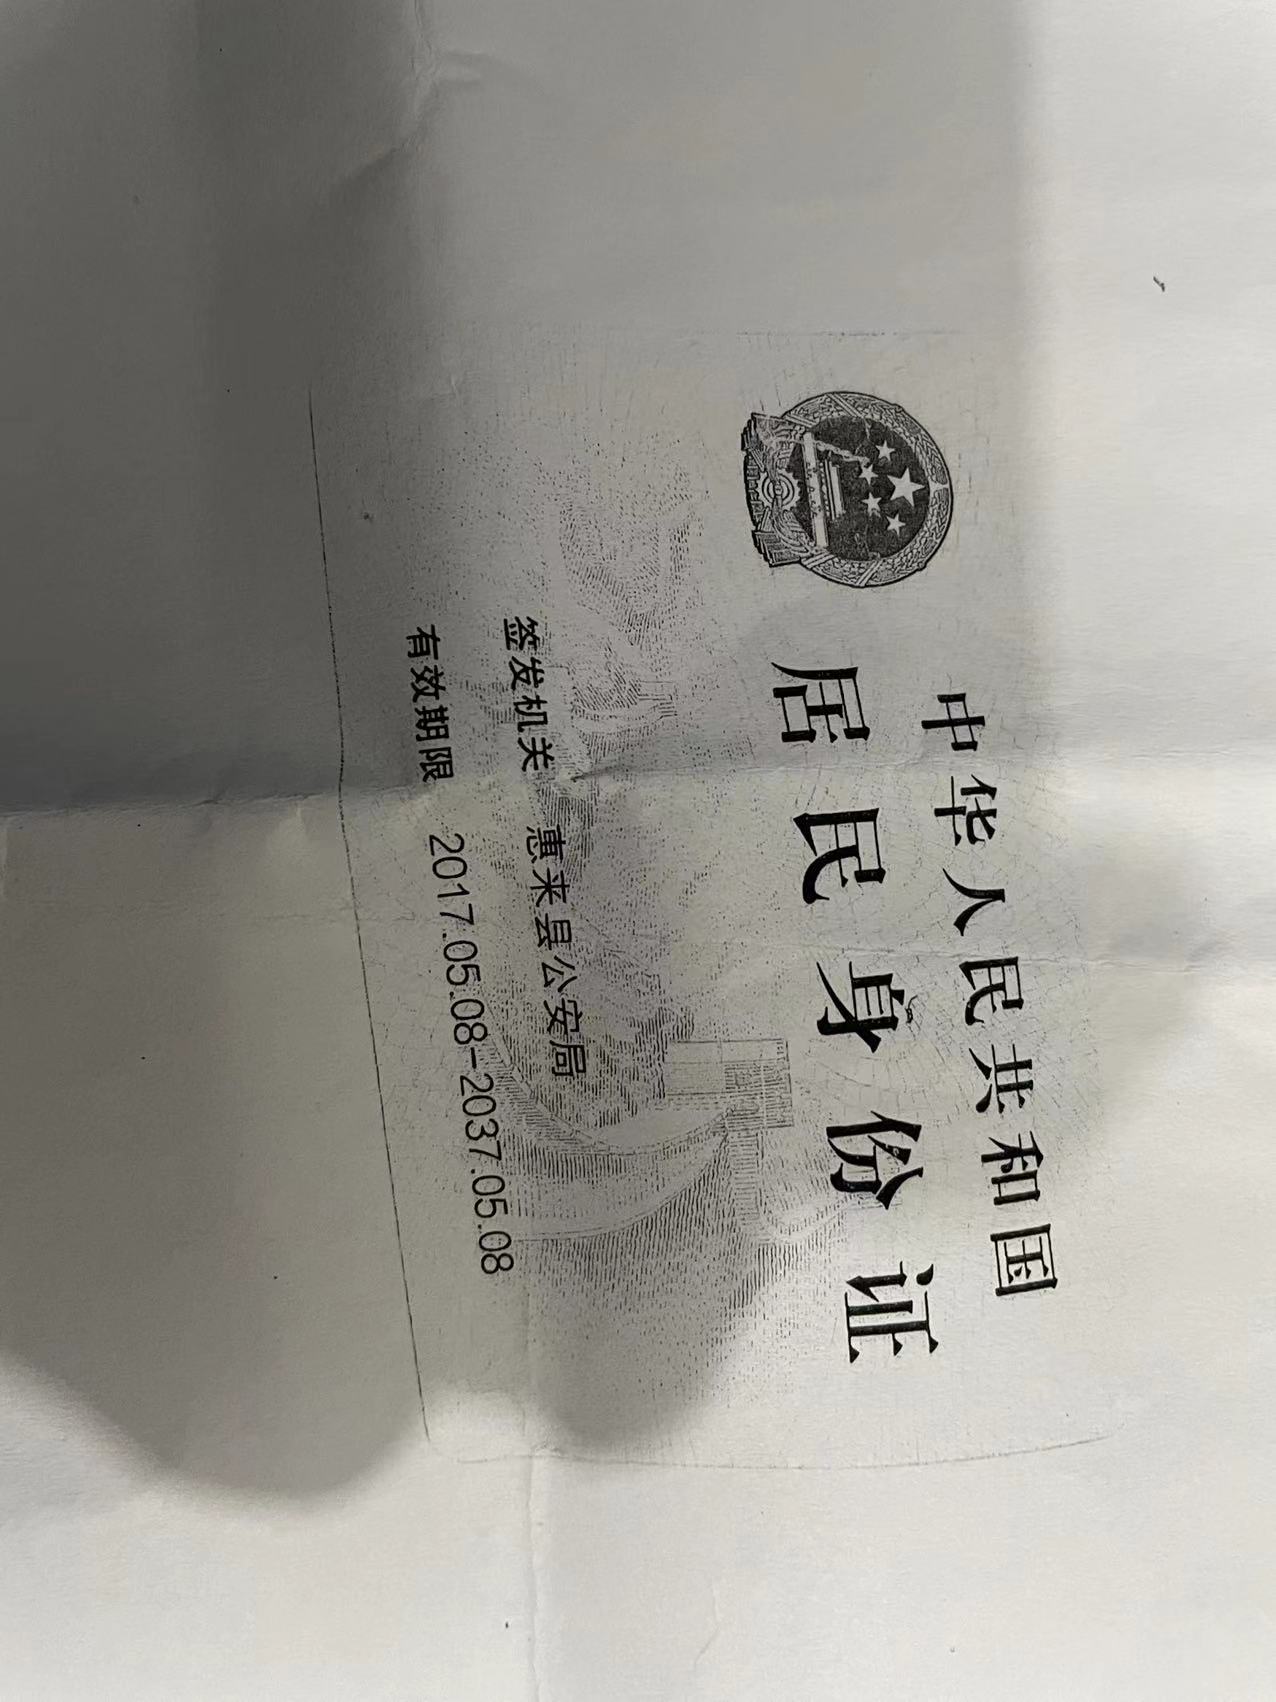 中华人民共和国
居民身份证
签发机关 惠来县公安局
有效期限 2017.05.08-2037.05.08